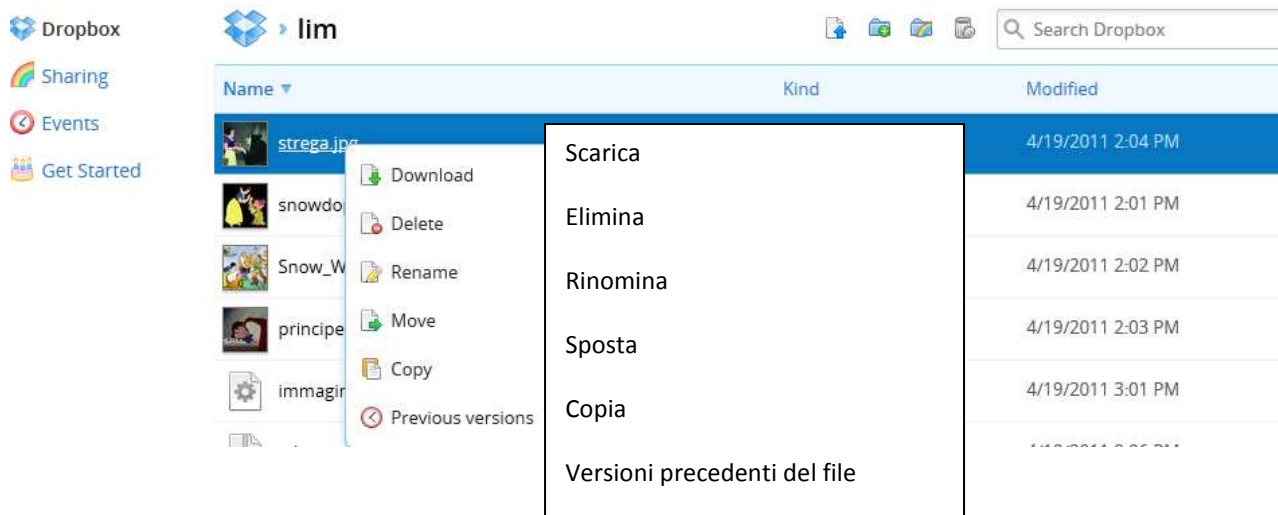 Dropbox
Sharing
Events
Get Started
lim
Search Dropbox
Name
Kind
Modified
strega.jpg
4/19/2011 2:04 PM
Download
Delete
Rename
Move
Copy
Previous versions
Scarica
Elimina
Rinomina
Sposta
Copia
Versioni precedenti del file
4/19/2011 2:01 PM
Snow_W
4/19/2011 2:02 PM
principe
4/19/2011 2:03 PM
4/19/2011 3:01 PM